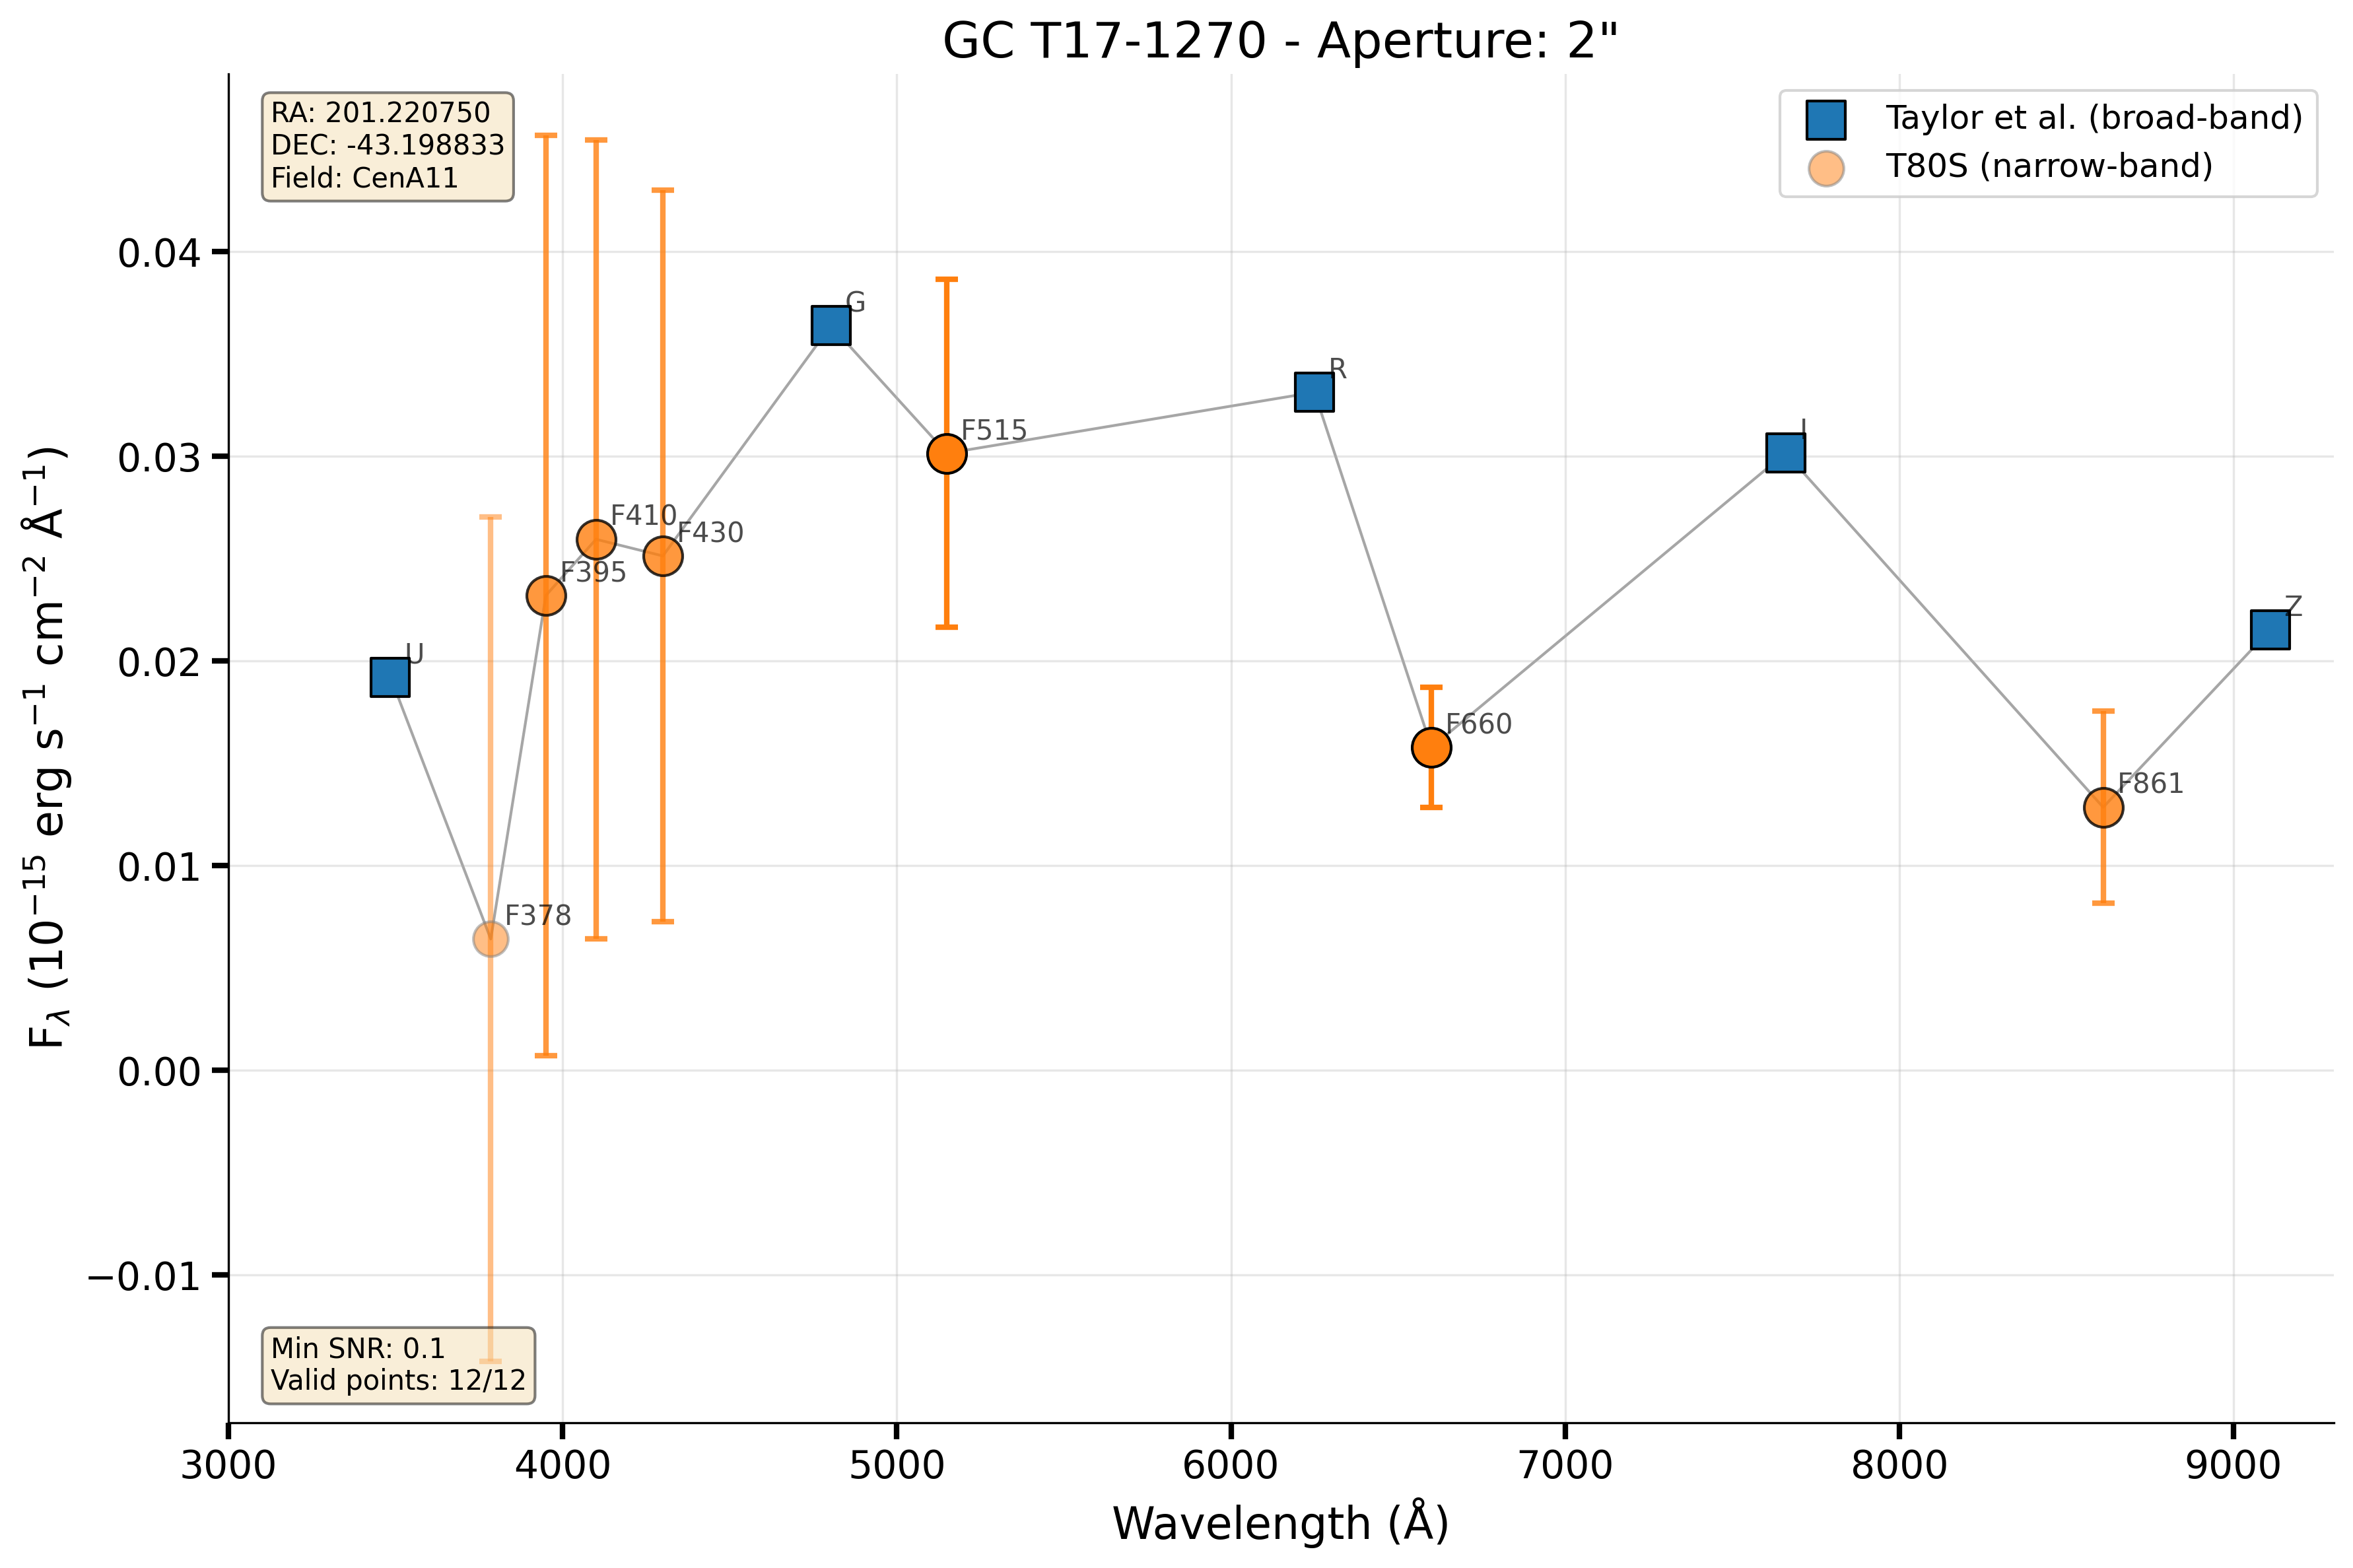 GC T17-1270 - Aperture: 2"
RA: 201.220750
DEC: -43.198833
Field: CenA11
Taylor et al. (broad-band)
T80S (narrow-band)
F_λ (10⁻¹⁵ erg s⁻¹ cm⁻² Å⁻¹)
0.04
0.03
0.02
0.01
0.00
−0.01
U
F378
F395
F410
F430
G
F515
R
F660
I
F861
Z
Min SNR: 0.1
Valid points: 12/12
3000 4000 5000 6000 7000 8000 9000
Wavelength (Å)